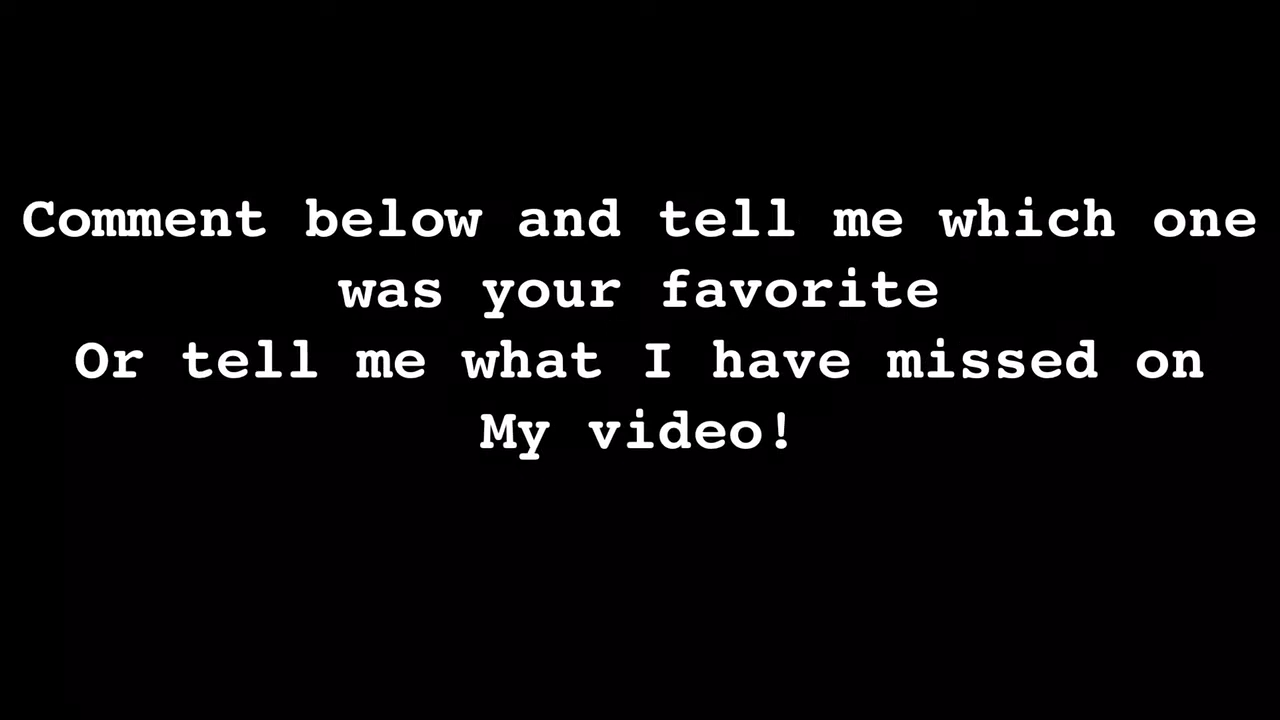 Comment below and tell me which one
was your favorite
Or tell me what I have missed on
My video!